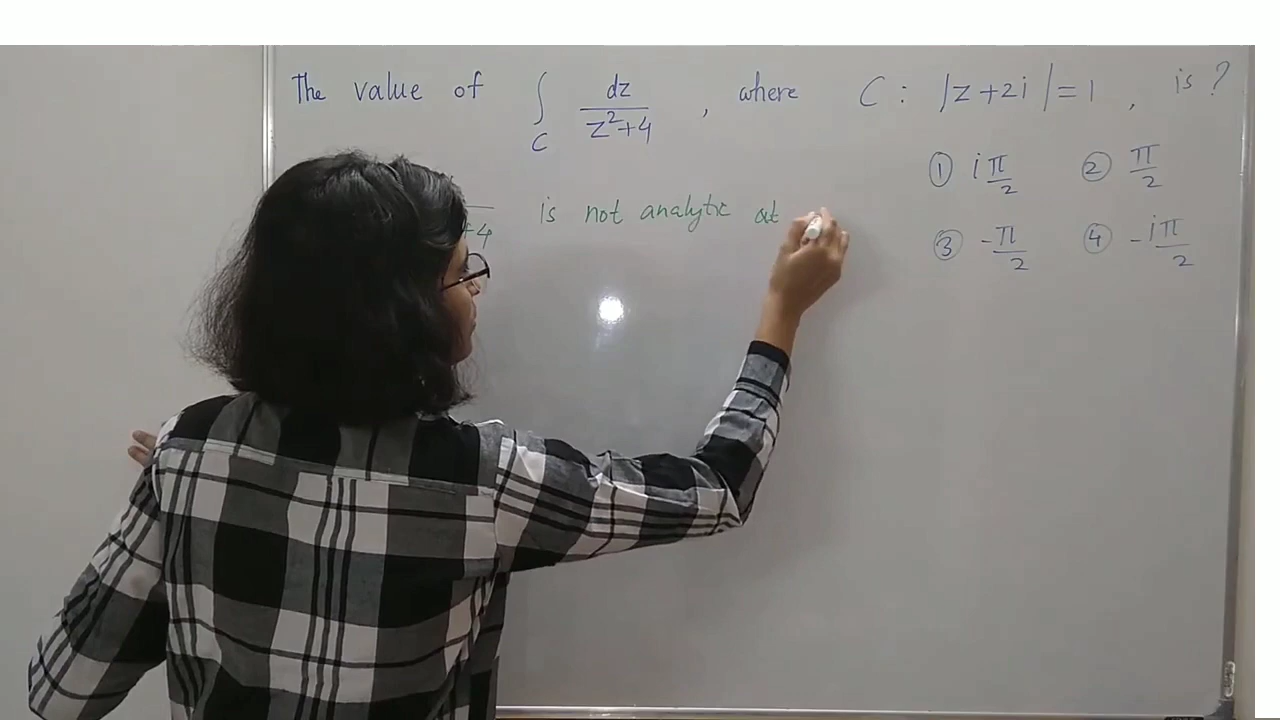 The value of ∫_C dz/(z²+4) , where C : |z+2i|=1 , is ?
① iπ/2 ② π/2
③ -π/2 ④ -iπ/2
+4 is not analytic at